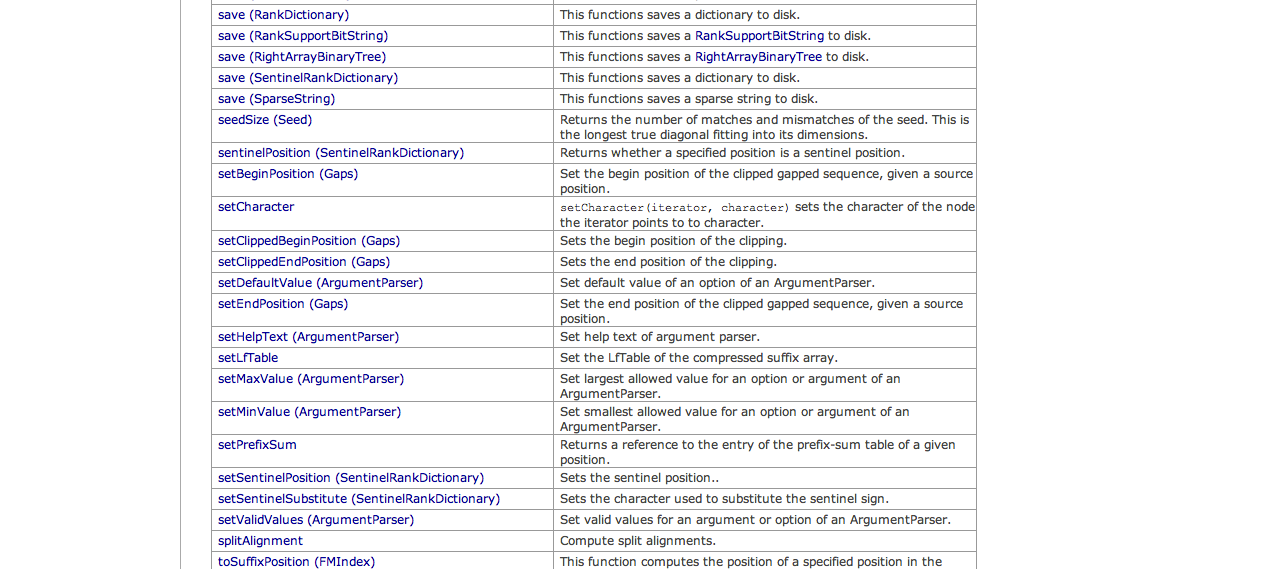 save (RankDictionary) This functions saves a dictionary to disk.
save (RankSupportBitString) This functions saves a RankSupportBitString to disk.
save (RightArrayBinaryTree) This functions saves a RightArrayBinaryTree to disk.
save (SentinelRankDictionary) This functions saves a dictionary to disk.
save (SparseString) This functions saves a sparse string to disk.
seedSize (Seed) Returns the number of matches and mismatches of the seed. This is
the longest true diagonal fitting into its dimensions.
sentinelPosition (SentinelRankDictionary) Returns whether a specified position is a sentinel position.
setBeginPosition (Gaps) Set the begin position of the clipped gapped sequence, given a source
position.
setCharacter setCharacter(iterator, character) sets the character of the node
the iterator points to to character.
setClippedBeginPosition (Gaps) Sets the begin position of the clipping.
setClippedEndPosition (Gaps) Sets the end position of the clipping.
setDefaultValue (ArgumentParser) Set default value of an option of an ArgumentParser.
setEndPosition (Gaps) Set the end position of the clipped gapped sequence, given a source
position.
setHelpText (ArgumentParser) Set help text of argument parser.
setLfTable Set the LfTable of the compressed suffix array.
setMaxValue (ArgumentParser) Set largest allowed value for an option or argument of an
ArgumentParser.
setMinValue (ArgumentParser) Set smallest allowed value for an option or argument of an
ArgumentParser.
setPrefixSum Returns a reference to the entry of the prefix-sum table of a given
position.
setSentinelPosition (SentinelRankDictionary) Sets the sentinel position..
setSentinelSubstitute (SentinelRankDictionary) Sets the character used to substitute the sentinel sign.
setValidValues (ArgumentParser) Set valid values for an argument or option of an ArgumentParser.
splitAlignment Compute split alignments.
toSuffixPosition (FMIndex) This function computes the position of a specified position in the